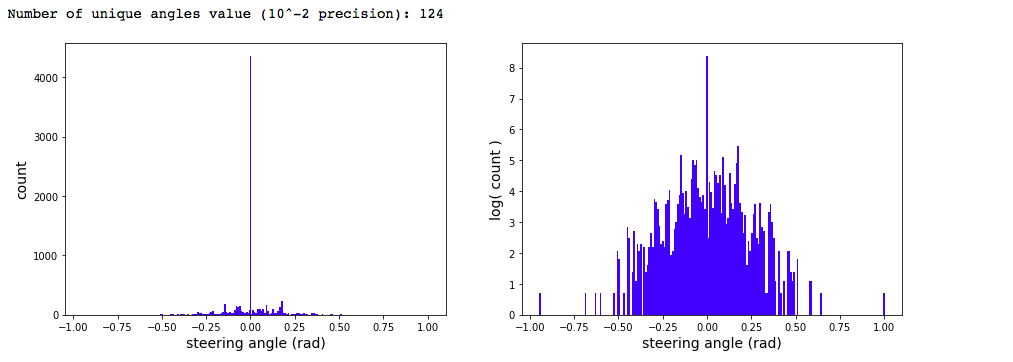 Number of unique angles value (10^-2 precision): 124
count
4000
3000
2000
1000
0
−1.00 −0.75 −0.50 −0.25 0.00 0.25 0.50 0.75 1.00
steering angle (rad)
log( count )
8
7
6
5
4
3
2
1
0
−1.00 −0.75 −0.50 −0.25 0.00 0.25 0.50 0.75 1.00
steering angle (rad)